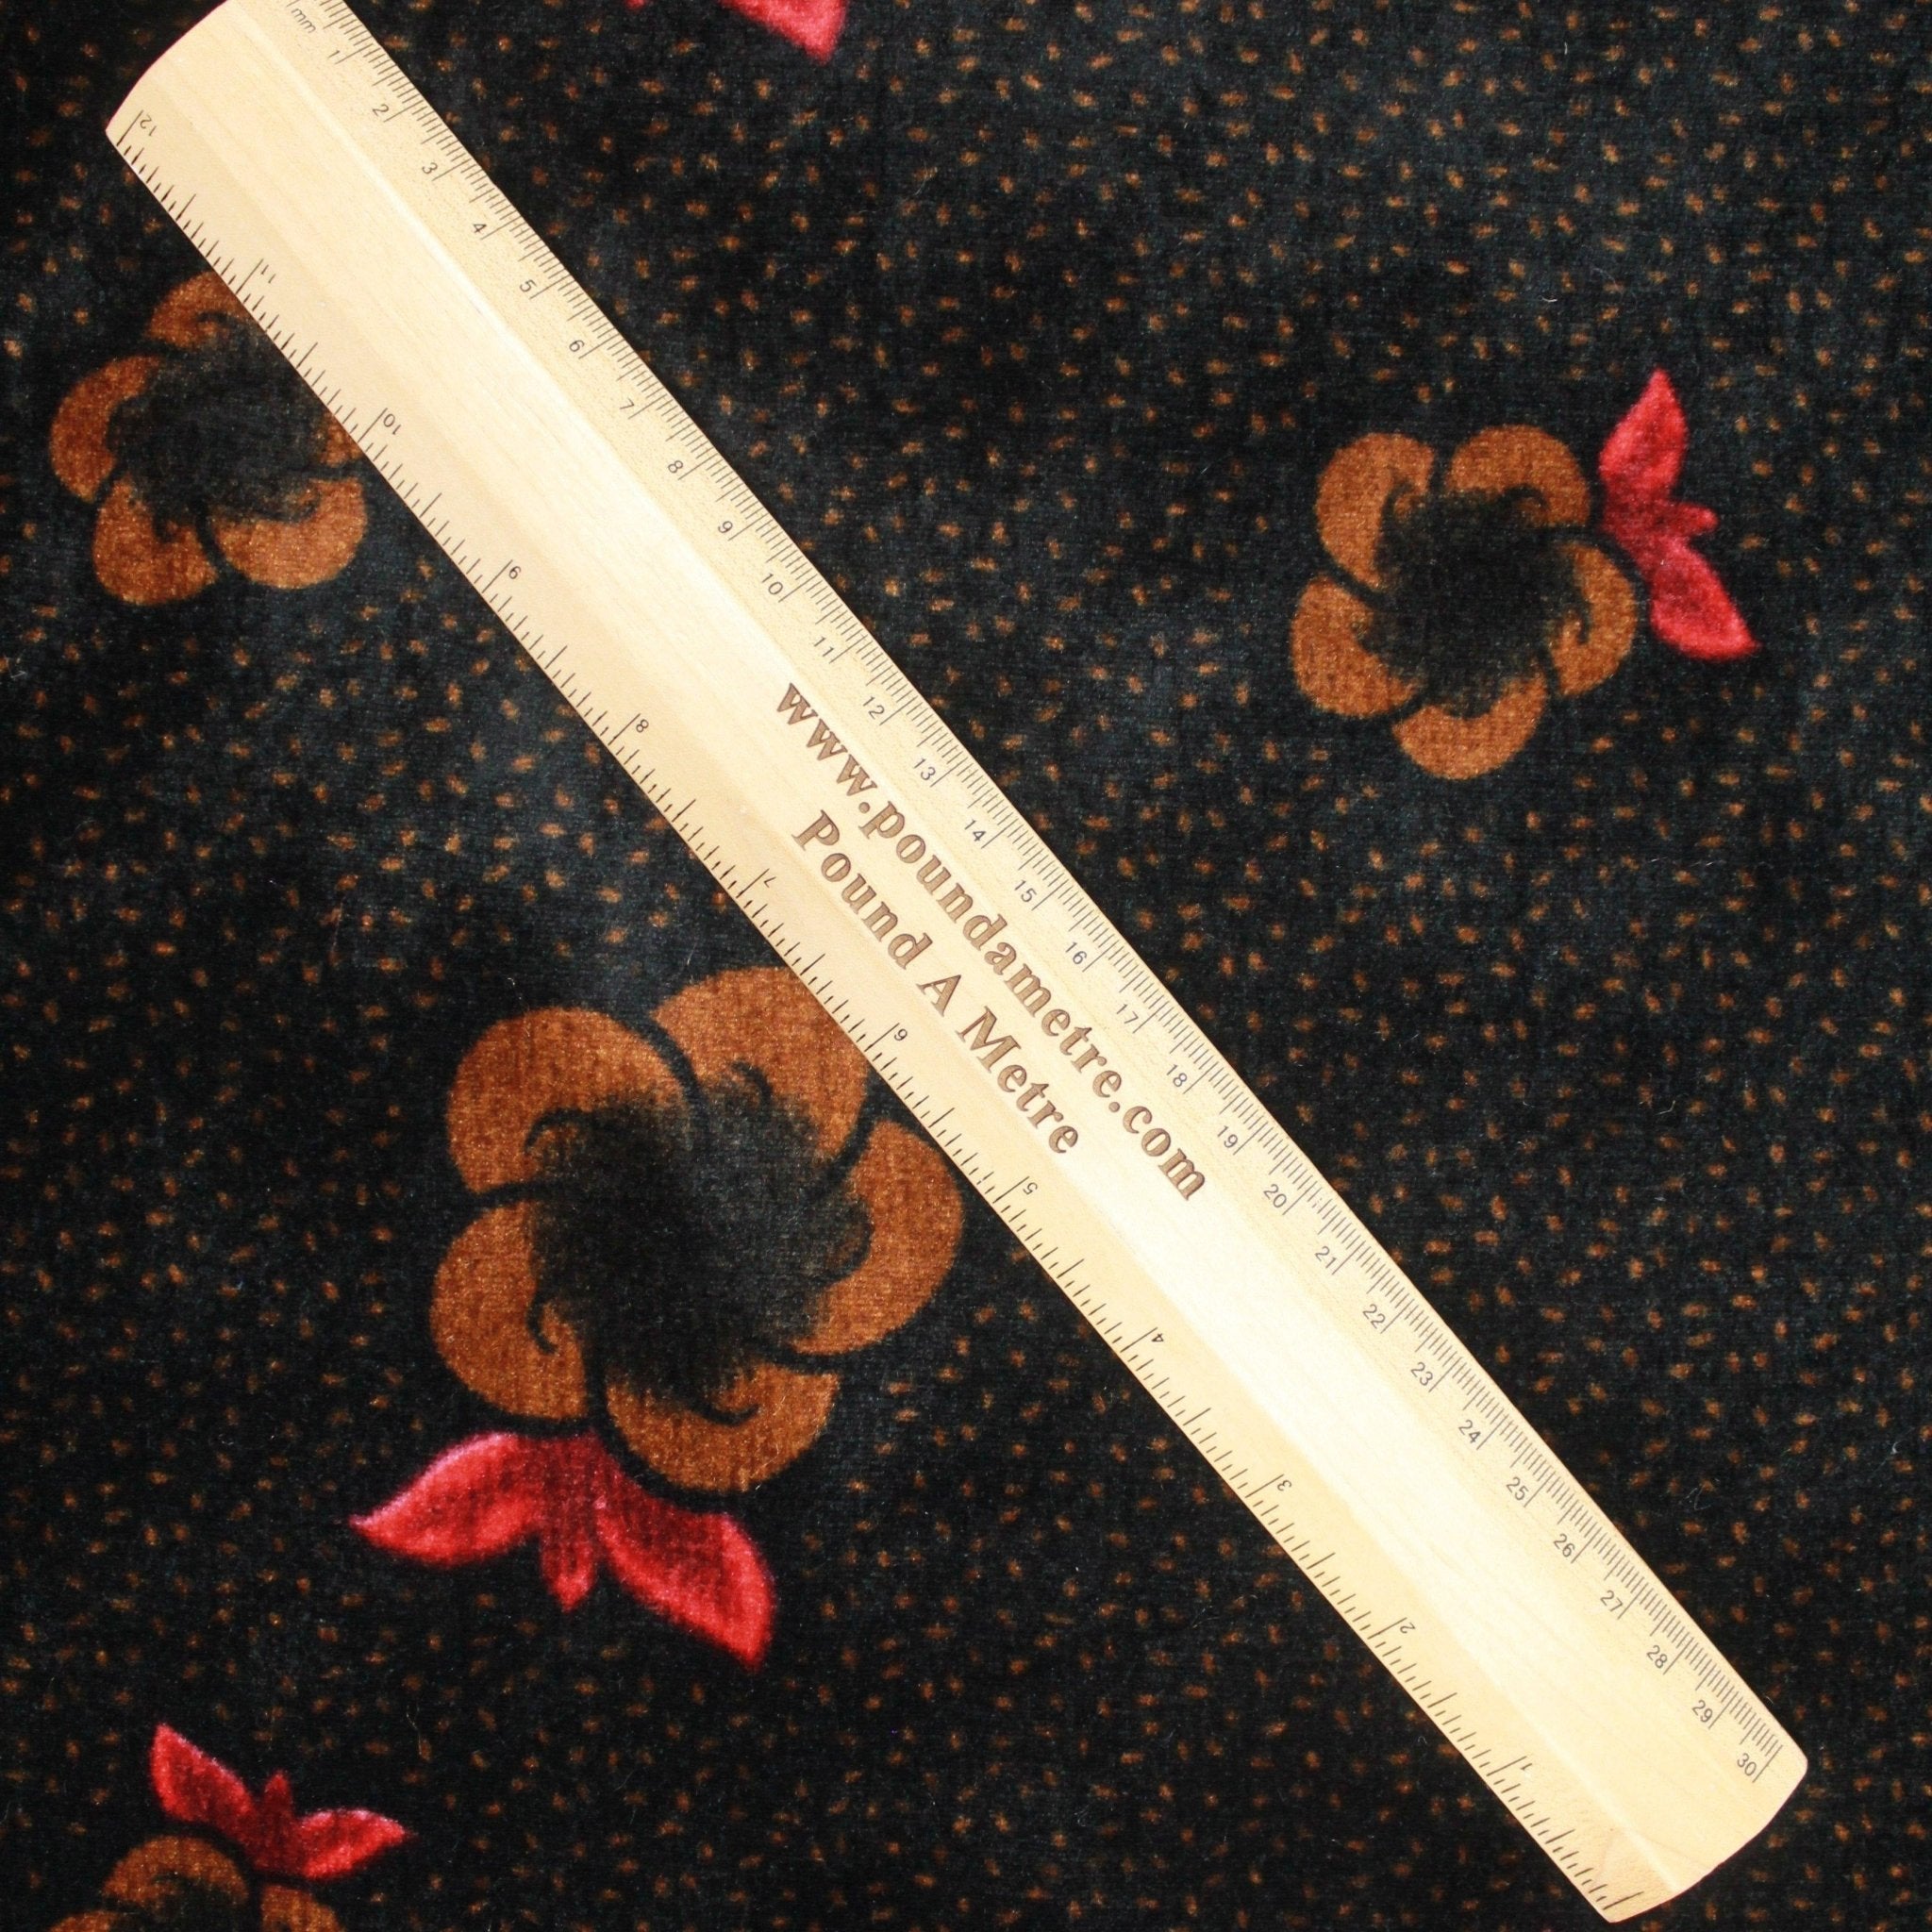 mm 1 2 3 4 5 6 7 8 9 10 11 12 13 14 15 16 17 18 19 20 21 22 23 24 25 26 27 28 29 30
www.poundametre.com
Pound A Metre
12 11 10 9 8 7 6 5 4 3 2 1